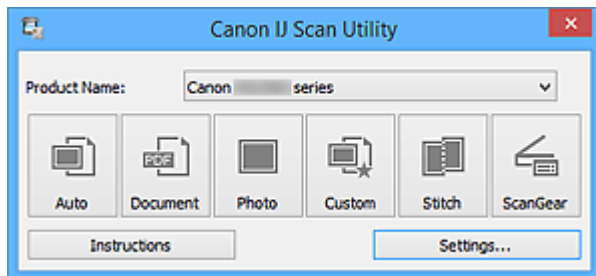 Canon IJ Scan Utility
Product Name: Canon series
PDF
Auto Document Photo Custom Stitch ScanGear
Instructions Settings...